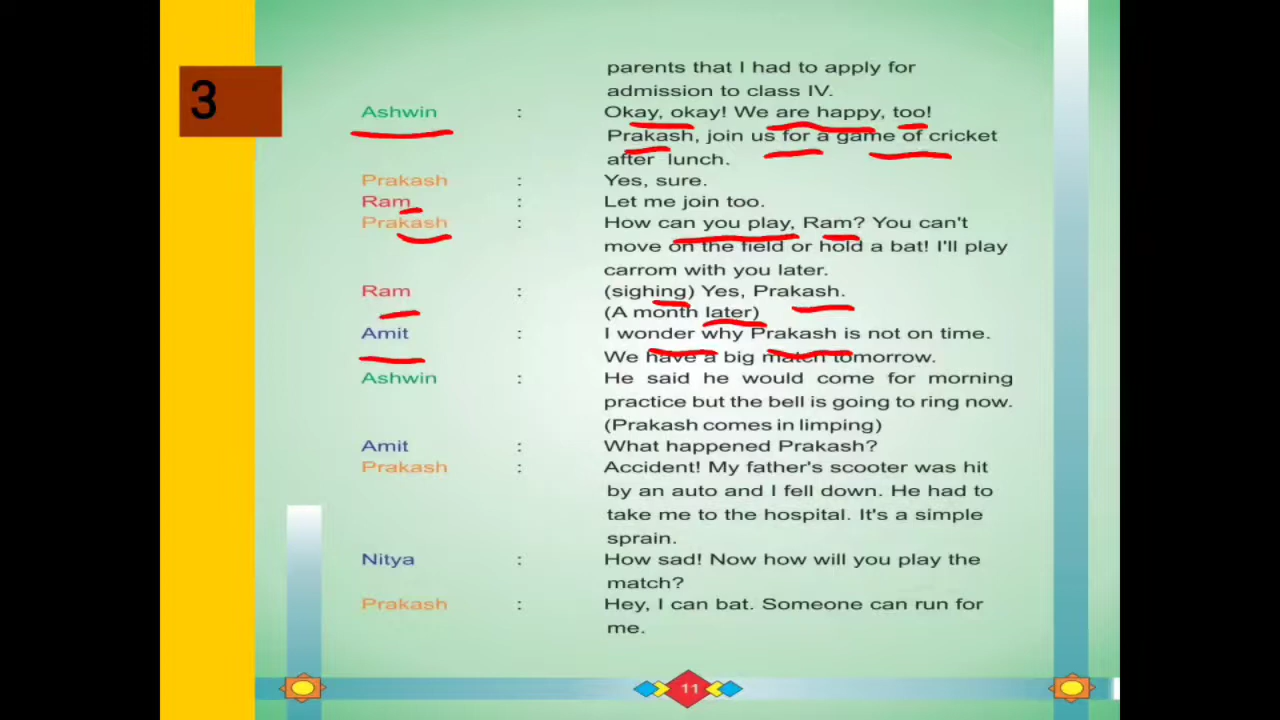 3
parents that I had to apply for
admission to class IV.
Ashwin : Okay, okay! We are happy, too!
Prakash, join us for a game of cricket
after lunch.
Prakash : Yes, sure.
Ram : Let me join too.
Prakash : How can you play, Ram? You can't
move on the field or hold a bat! I'll play
carrom with you later.
Ram : (sighing) Yes, Prakash.
(A month later)
Amit : I wonder why Prakash is not on time.
We have a big match tomorrow.
Ashwin : He said he would come for morning
practice but the bell is going to ring now.
(Prakash comes in limping)
Amit : What happened Prakash?
Prakash : Accident! My father's scooter was hit
by an auto and I fell down. He had to
take me to the hospital. It's a simple
sprain.
Nitya : How sad! Now how will you play the
match?
Prakash : Hey, I can bat. Someone can run for
me.
11